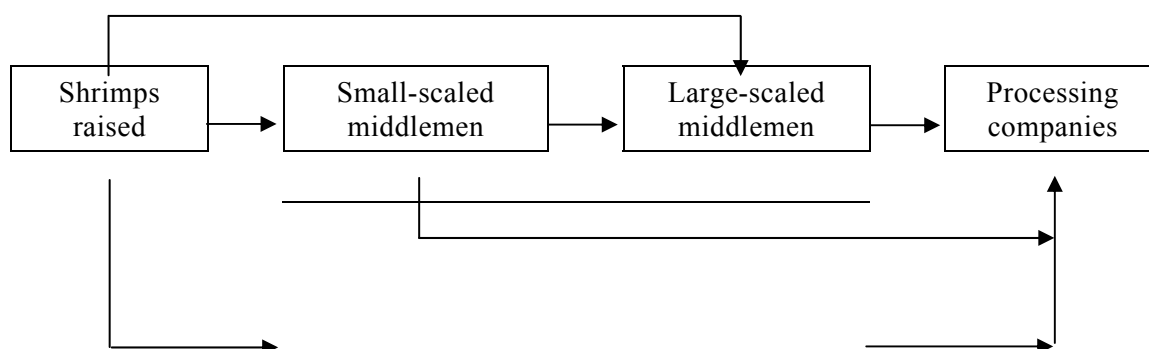 Shrimps
raised
Small-scaled
middlemen
Large-scaled
middlemen
Processing
companies